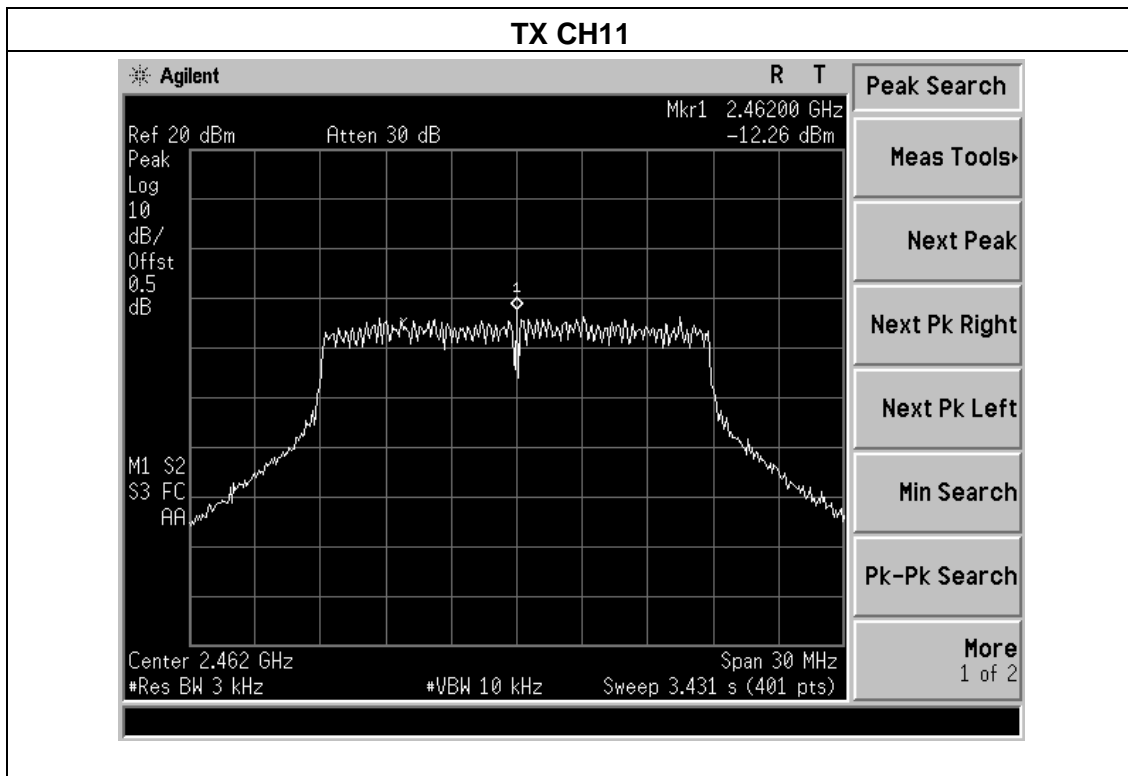 TX CH11
Agilent R T
Peak Search
Mkr1 2.46200 GHz
Ref 20 dBm Atten 30 dB -12.26 dBm
Peak
Log
10
dB/
Offst
0.5
dB
1
M1 S2
S3 FC
AA
Center 2.462 GHz Span 30 MHz
#Res BW 3 kHz #VBW 10 kHz Sweep 3.431 s (401 pts)
Meas Tools
Next Peak
Next Pk Right
Next Pk Left
Min Search
Pk-Pk Search
More
1 of 2